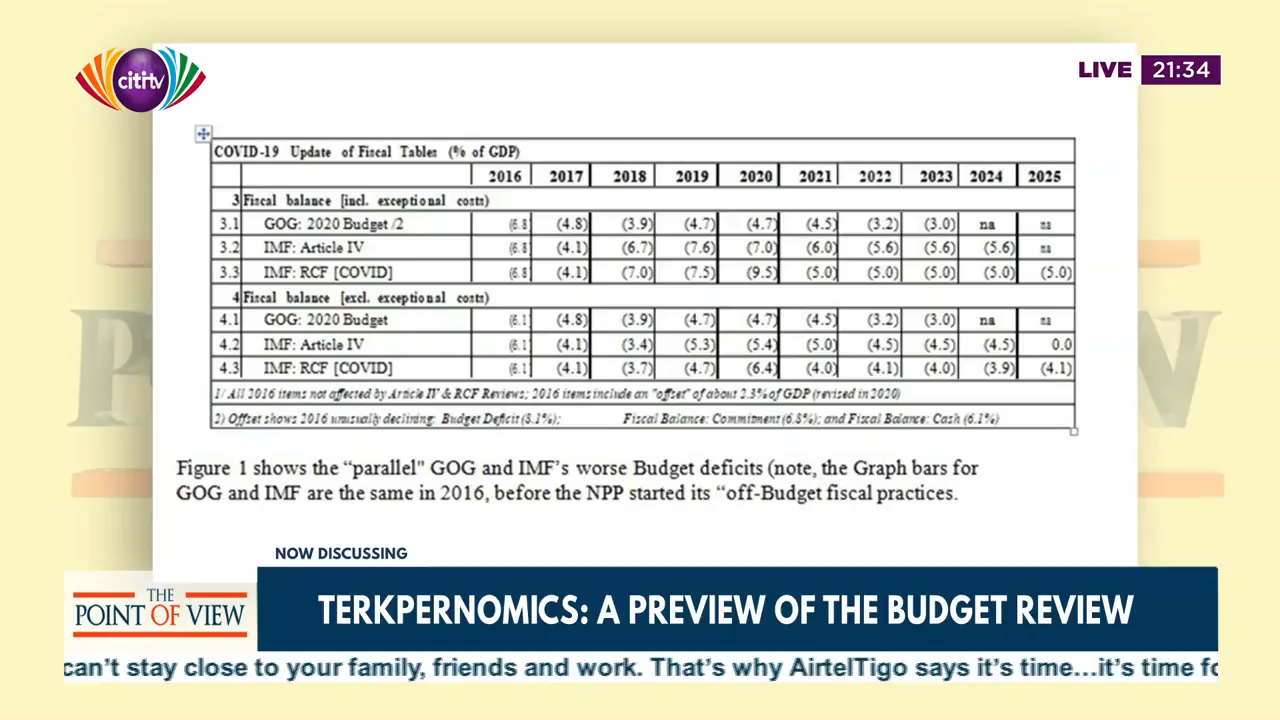 citi tv
LIVE 21:34
COVID-19 Update of Fiscal Tables (% of GDP)
2016 2017 2018 2019 2020 2021 2022 2023 2024 2025
3 Fiscal balance [incl. exceptional costs)
3.1 GOG: 2020 Budget /2 (6.8 (4.8) (3.9) (4.7) (4.7) (4.5) (3.2) (3.0) na na
3.2 IMF: Article IV (6.8 (4.1) (6.7) (7.6) (7.0) (6.0) (5.6) (5.6) (5.6) na
3.3 IMF: RCF [COVID] (6.8 (4.1) (7.0) (7.5) (9.5) (5.0) (5.0) (5.0) (5.0) (5.0)
4 Fiscal balance [excl. exceptional costs)
4.1 GOG: 2020 Budget (6.1 (4.8) (3.9) (4.7) (4.7) (4.5) (3.2) (3.0) na na
4.2 IMF: Article IV (6.1 (4.1) (3.4) (5.3) (5.4) (5.0) (4.5) (4.5) (4.5) 0.0
4.3 IMF: RCF [COVID] (6.1 (4.1) (3.7) (4.7) (6.4) (4.0) (4.1) (4.0) (3.9) (4.1)
1/ All 2016 items not affected by Article IV & RCF Reviews; 2016 items include an "offset" of about 2.3% of GDP (revised in 2020)
2) Offset shows 2016 unusually declining: Budget Deficit (8.1%); Fiscal Balance: Commitment (6.8%); and Fiscal Balance: Cash (6.1%)
Figure 1 shows the “parallel" GOG and IMF’s worse Budget deficits (note, the Graph bars for
GOG and IMF are the same in 2016, before the NPP started its “off-Budget fiscal practices.
NOW DISCUSSING
THE
POINT OF VIEW
TERKPERNOMICS: A PREVIEW OF THE BUDGET REVIEW
can’t stay close to your family, friends and work. That’s why AirtelTigo says it’s time...it’s time fo